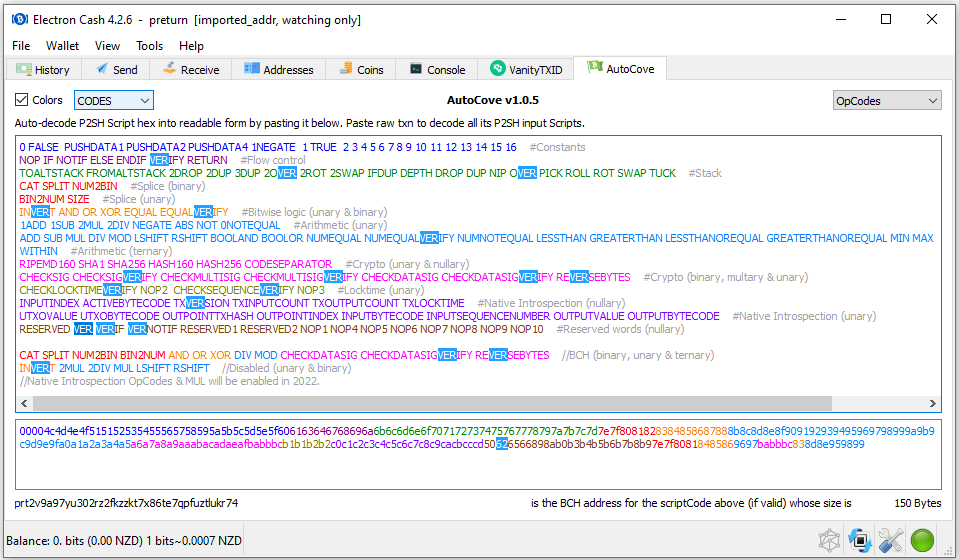 Electron Cash 4.2.6 - preturn [imported_addr, watching only]
File Wallet View Tools Help
History Send Receive Addresses Coins Console VanityTXID AutoCove
Colors CODES AutoCove v1.0.5 OpCodes
Auto-decode P2SH Script hex into readable form by pasting it below. Paste raw txn to decode all its P2SH input Scripts.
0 FALSE PUSHDATA1 PUSHDATA2 PUSHDATA4 1NEGATE 1 TRUE 2 3 4 5 6 7 8 9 10 11 12 13 14 15 16 #Constants
NOP IF NOTIF ELSE ENDIF VERIFY RETURN #Flow control
TOALTSTACK FROMALTSTACK 2DROP 2DUP 3DUP 2OVER 2ROT 2SWAP IFDUP DEPTH DROP DUP NIP OVER PICK ROLL ROT SWAP TUCK #Stack
CAT SPLIT NUM2BIN #Splice (binary)
BIN2NUM SIZE #Splice (unary)
INVERT AND OR XOR EQUAL EQUALVERIFY #Bitwise logic (unary & binary)
1ADD 1SUB 2MUL 2DIV NEGATE ABS NOT 0NOTEQUAL #Arithmetic (unary)
ADD SUB MUL DIV MOD LSHIFT RSHIFT BOOLAND BOOLOR NUMEQUAL NUMEQUALVERIFY NUMNOTEQUAL LESSTHAN GREATERTHAN LESSTHANOREQUAL GREATERTHANOREQUAL MIN MAX
WITHIN #Arithmetic (ternary)
RIPEMD160 SHA1 SHA256 HASH160 HASH256 CODESEPARATOR #Crypto (unary & nullary)
CHECKSIG CHECKSIGVERIFY CHECKMULTISIG CHECKMULTISIGVERIFY CHECKDATASIG CHECKDATASIGVERIFY REVERSEBYTES #Crypto (binary, multary & unary)
CHECKLOCKTIMEVERIFY NOP2 CHECKSEQUENCEVERIFY NOP3 #Locktime (unary)
INPUTINDEX ACTIVEBYTECODE TXVERSION TXINPUTCOUNT TXOUTPUTCOUNT TXLOCKTIME #Native Introspection (nullary)
UTXOVALUE UTXOBYTECODE OUTPOINTTXHASH OUTPOINTINDEX INPUTBYTECODE INPUTSEQUENCENUMBER OUTPUTVALUE OUTPUTBYTECODE #Native Introspection (unary)
RESERVED VER VERIF VERNOTIF RESERVED1 RESERVED2 NOP1 NOP4 NOP5 NOP6 NOP7 NOP8 NOP9 NOP10 #Reserved words (nullary)
CAT SPLIT NUM2BIN BIN2NUM AND OR XOR DIV MOD CHECKDATASIG CHECKDATASIGVERIFY REVERSEBYTES //BCH (binary, unary & ternary)
INVERT 2MUL 2DIV MUL LSHIFT RSHIFT //Disabled (unary & binary)
//Native Introspection OpCodes & MUL will be enabled in 2022.
00004c4d4e4f515152535455565758595a5b5c5d5e5f60616364676869​6a6b6c6d6e6f707172737475767778797a7b7c7d7e7f80818283848586878​88b8c8d8e8f909192939495969798999a9b9
c9d9e9fa0a1a2a3a4a5a6a7a8a9aaabacadaeafbabbbcb1b1b2b2c0c1c2c3c4c5c6c7c8c9cacbcccd50626566898ab0b3b4b5b6b7b8b97e7f80818485869697babbbc838d8e959899
prt2v9a97yu302rz2fkzzkt7x86te7qpfuztlukr74 is the BCH address for the scriptCode above (if valid) whose size is 150 Bytes
Balance: 0. bits (0.00 NZD) 1 bits~0.0007 NZD